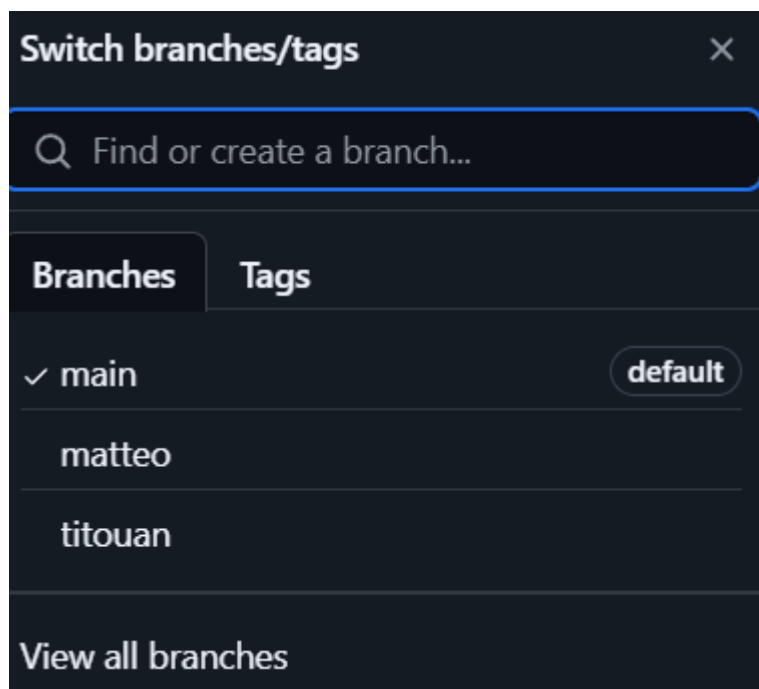 Switch branches/tags
Find or create a branch...
Branches Tags
main default
matteo
titouan
View all branches